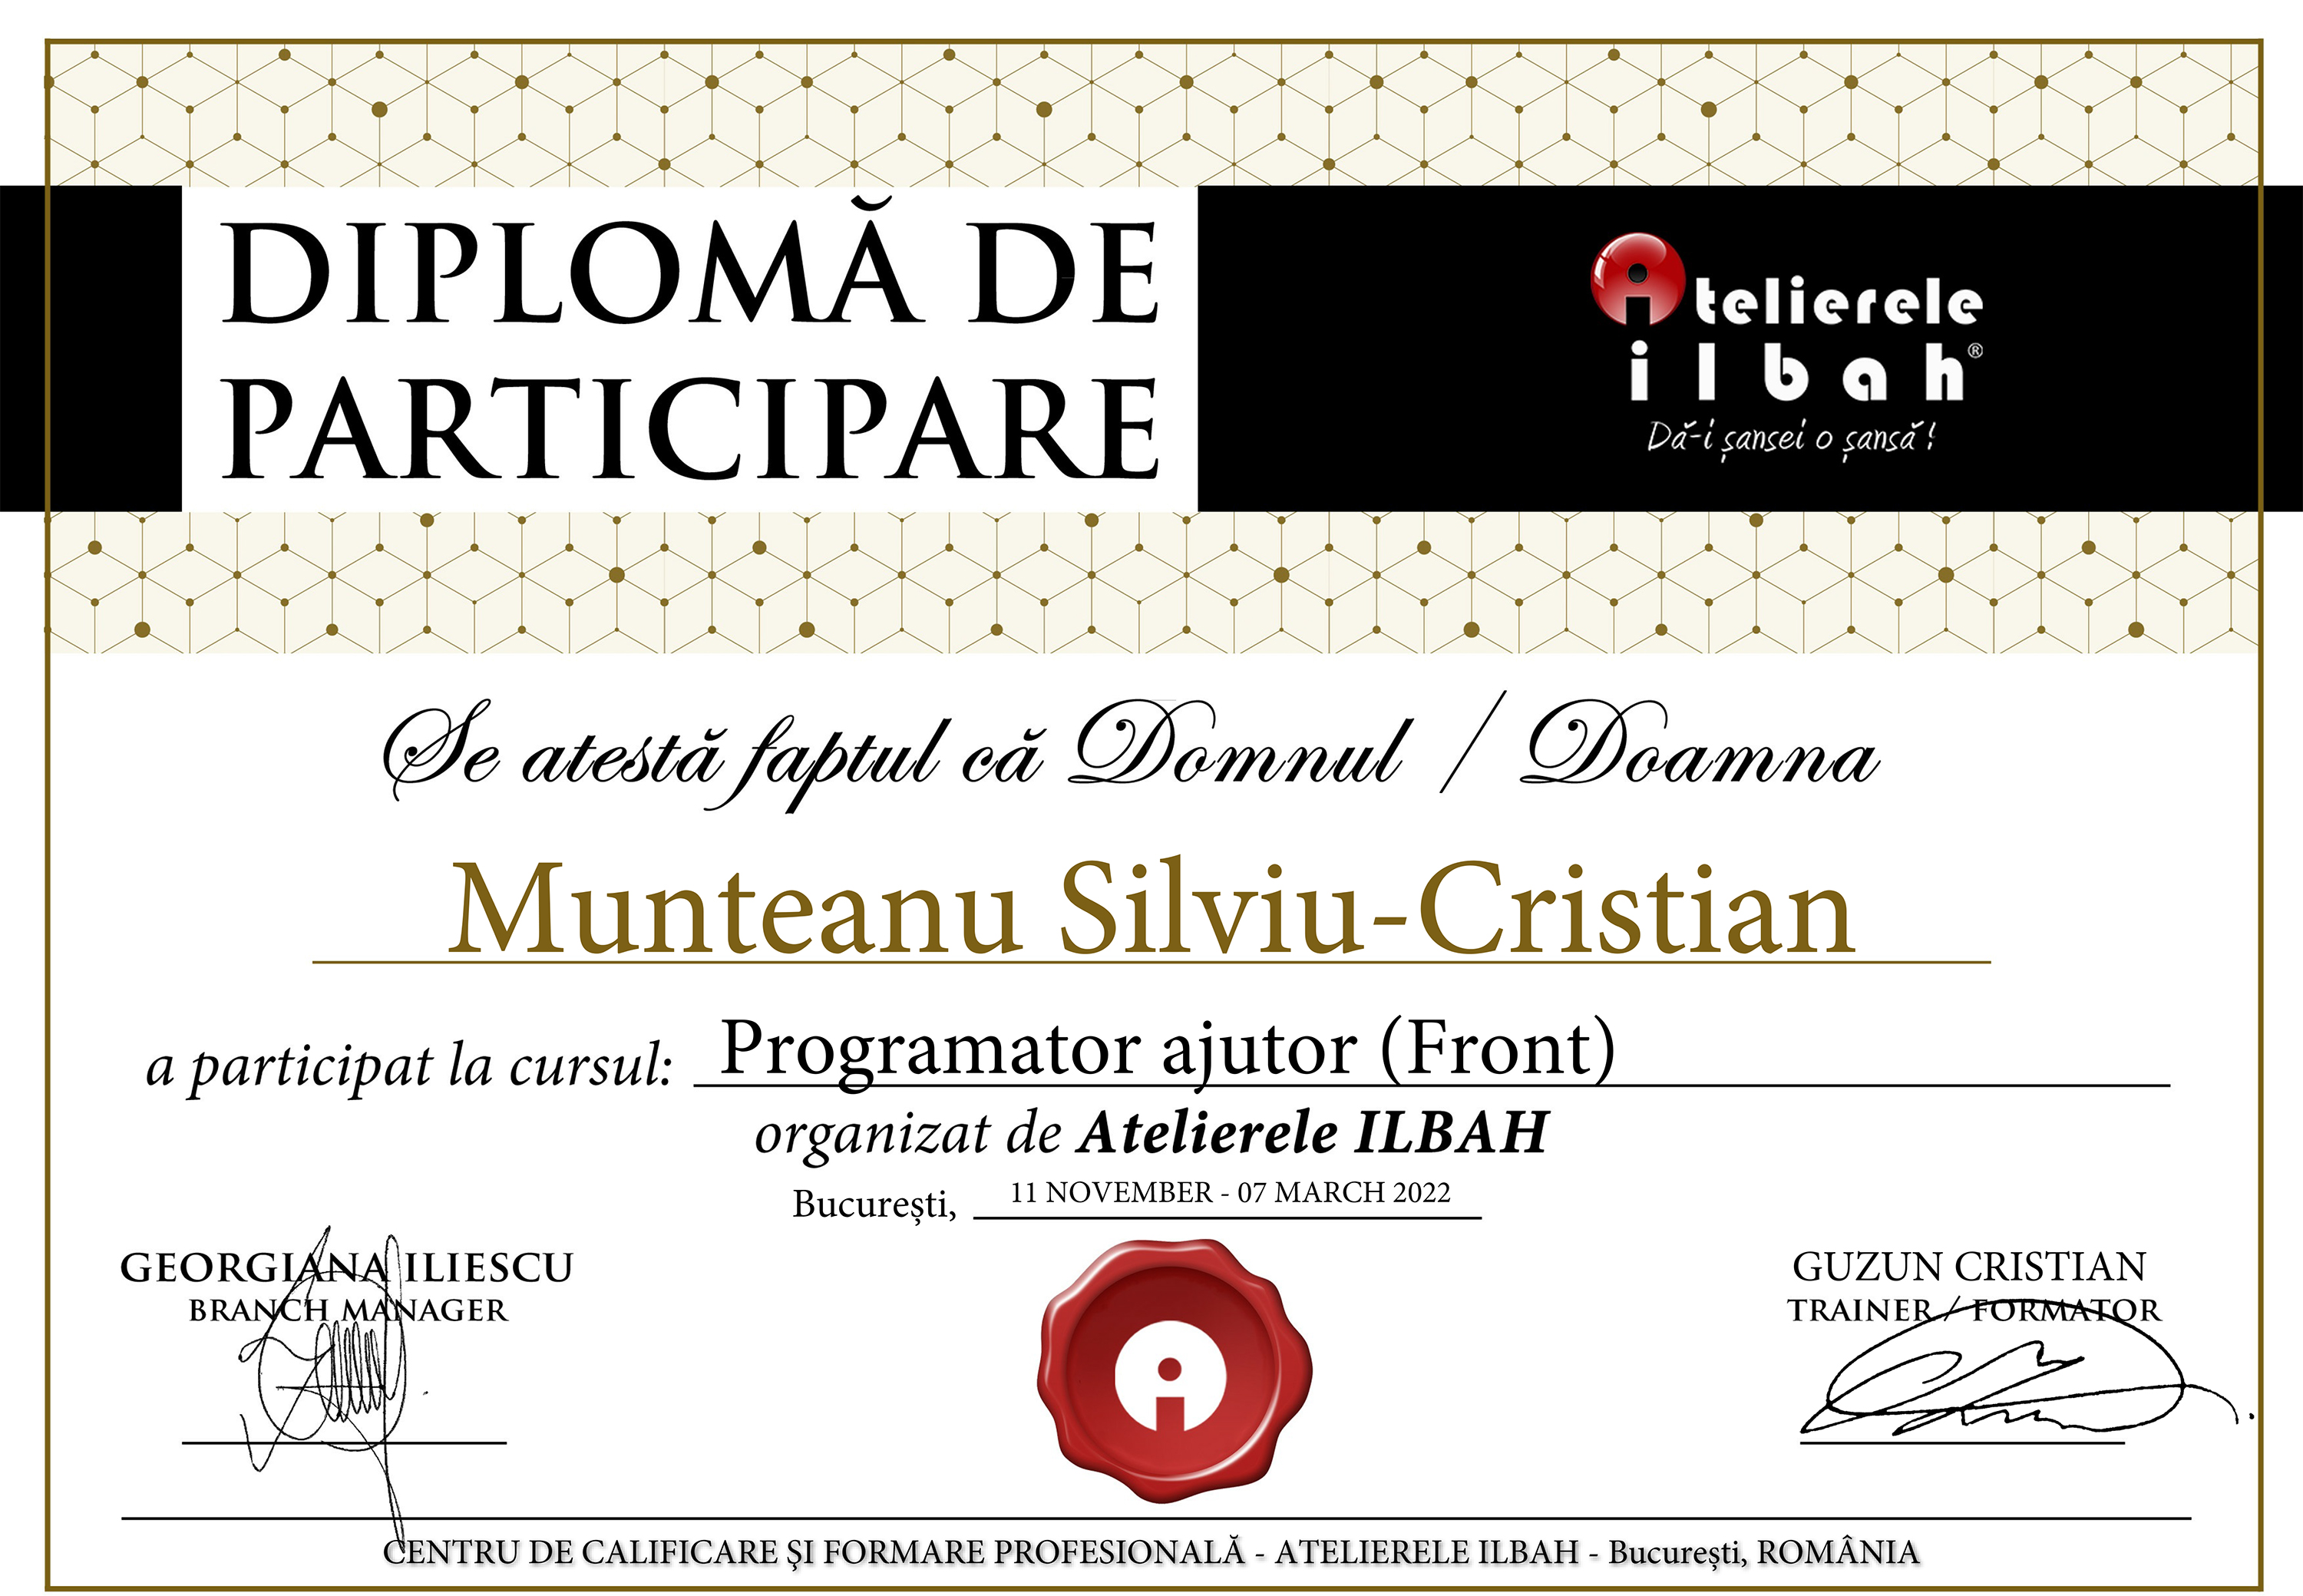 DIPLOMĂ DE
PARTICIPARE
Atelierele
ilbah®
Dă-i șansei o șansă!
Se atestă faptul că Domnul / Doamna
Munteanu Silviu-Cristian
a participat la cursul: Programator ajutor (Front)
organizat de Atelierele ILBAH
București, 11 NOVEMBER - 07 MARCH 2022
GEORGIANA ILIESCU
BRANCH MANAGER
GUZUN CRISTIAN
TRAINER / FORMATOR
CENTRU DE CALIFICARE ŞI FORMARE PROFESIONALĂ - ATELIERELE ILBAH - București, ROMÂNIA